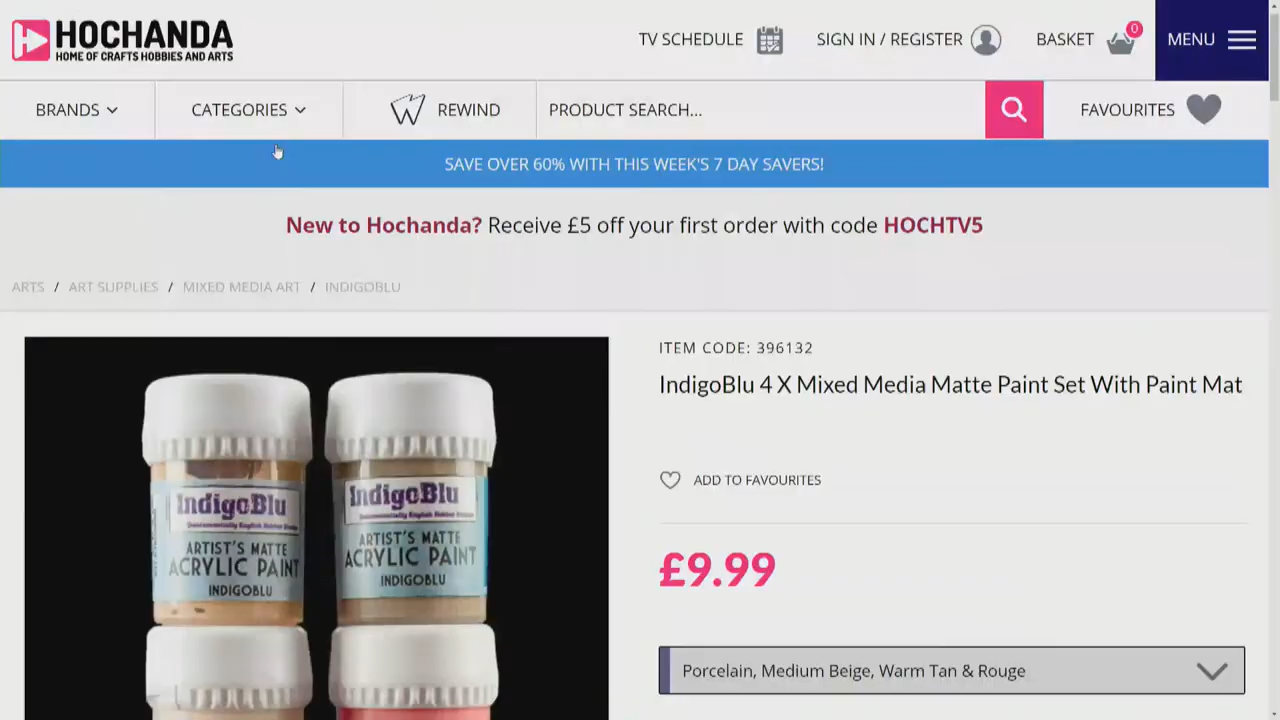 HOCHANDA
HOME OF CRAFTS HOBBIES AND ARTS
TV SCHEDULE
SIGN IN / REGISTER
BASKET
0
MENU
BRANDS
CATEGORIES
REWIND
PRODUCT SEARCH...
FAVOURITES
SAVE OVER 60% WITH THIS WEEK'S 7 DAY SAVERS!
New to Hochanda? Receive £5 off your first order with code HOCHTV5
ARTS / ART SUPPLIES / MIXED MEDIA ART / INDIGOBLU
ITEM CODE: 396132
IndigoBlu 4 X Mixed Media Matte Paint Set With Paint Mat
ADD TO FAVOURITES
£9.99
Porcelain, Medium Beige, Warm Tan & Rouge
IndigoBlu
ARTIST'S MATTE
ACRYLIC PAINT
INDIGOBLU
IndigoBlu
ARTIST'S MATTE
ACRYLIC PAINT
INDIGOBLU